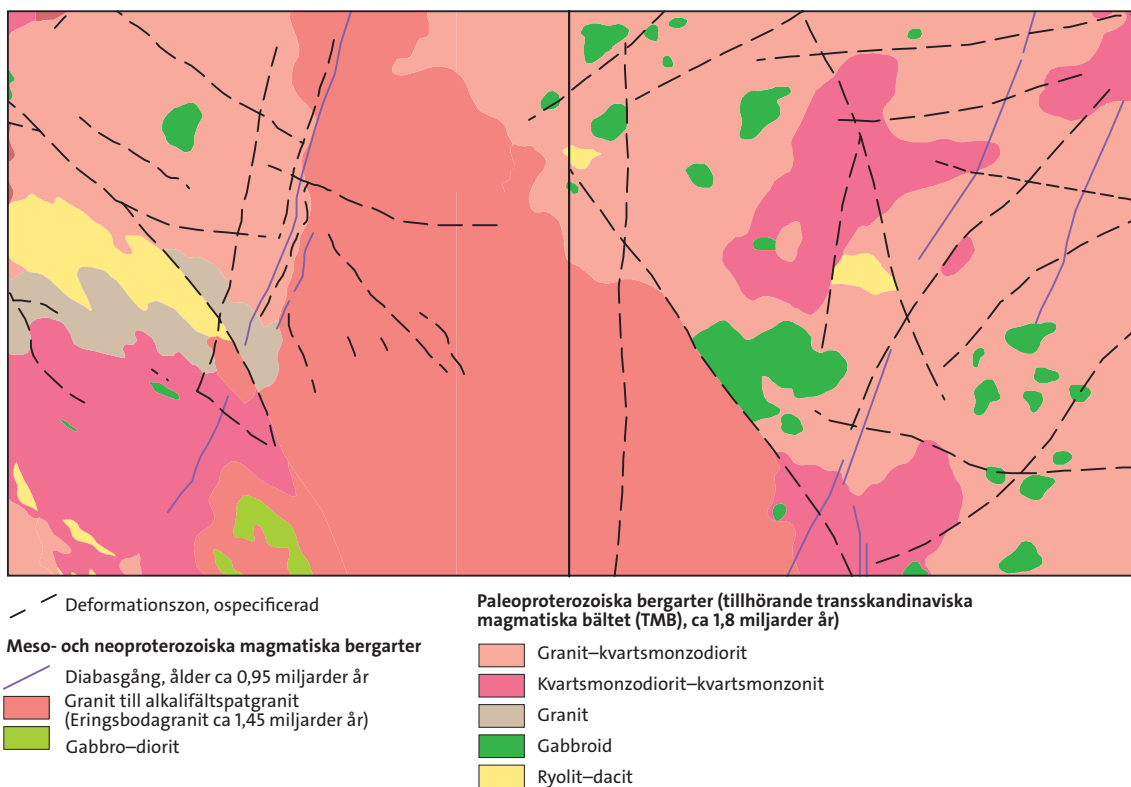 Deformationszon, ospecificerad
Meso- och neoproterozoiska magmatiska bergarter
Diabasgång, ålder ca 0,95 miljarder år
Granit till alkalifältspatgranit
(Eringsbodagranit ca 1,45 miljarder år)
Gabbro–diorit
Paleoproterozoiska bergarter (tillhörande transskandinaviska
magmatiska bältet (TMB), ca 1,8 miljarder år)
Granit–kvartsmonzodiorit
Kvartsmonzodiorit–kvartsmonzonit
Granit
Gabbroid
Ryolit–dacit